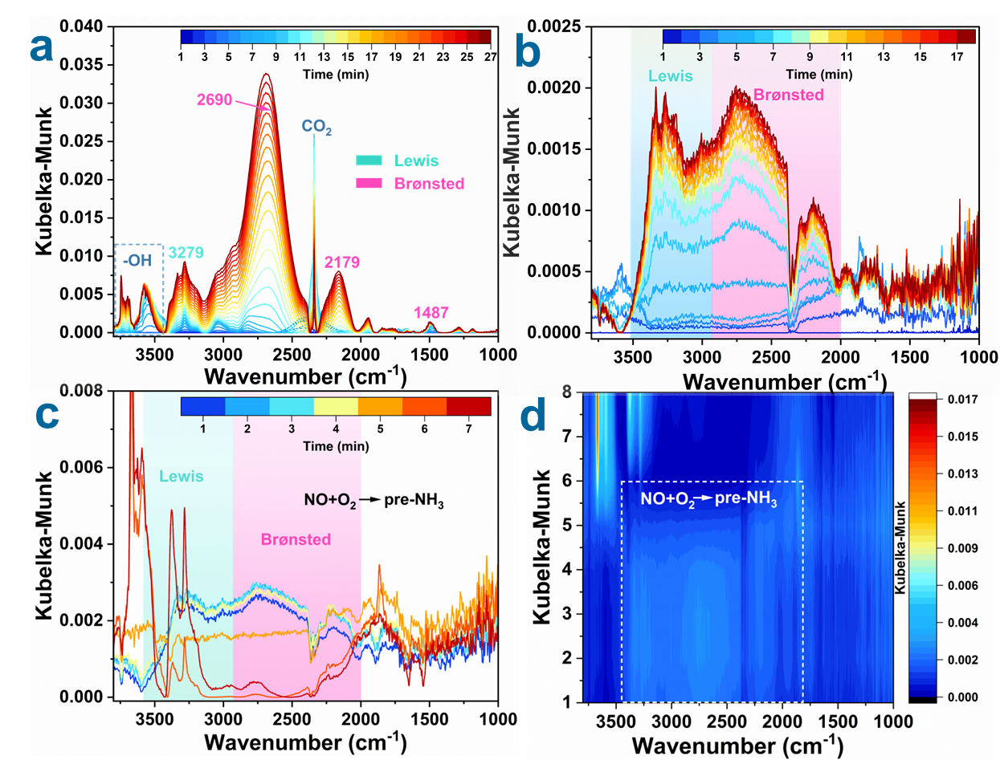 a
0.040
0.035
0.030
0.025
0.020
0.015
0.010
0.005
0.000
Kubelka-Munk
1 3 5 7 9 11 13 15 17 19 21 23 25 27
Time (min)
2690
CO2
Lewis
Brønsted
-OH
3279
2179
1487
3500 3000 2500 2000 1500 1000
Wavenumber (cm-1)
b
0.0025
0.0020
0.0015
0.0010
0.0005
0.0000
Kubelka-Munk
1 3 5 7 9 11 13 15 17
Time (min)
Lewis
Brønsted
3500 3000 2500 2000 1500 1000
Wavenumber (cm-1)
c
0.008
0.006
0.004
0.002
0.000
Kubelka-Munk
1 2 3 4 5 6 7
Time (min)
Lewis
NO+O2 pre-NH3
Brønsted
3500 3000 2500 2000 1500 1000
Wavenumber (cm-1)
d
8
7
6
5
4
3
2
1
Kubelka-Munk
NO+O2 pre-NH3
3500 3000 2500 2000 1500 1000
Wavenumber (cm-1)
Kubelka-Munk
0.017
0.015
0.013
0.011
0.009
0.006
0.004
0.002
0.000